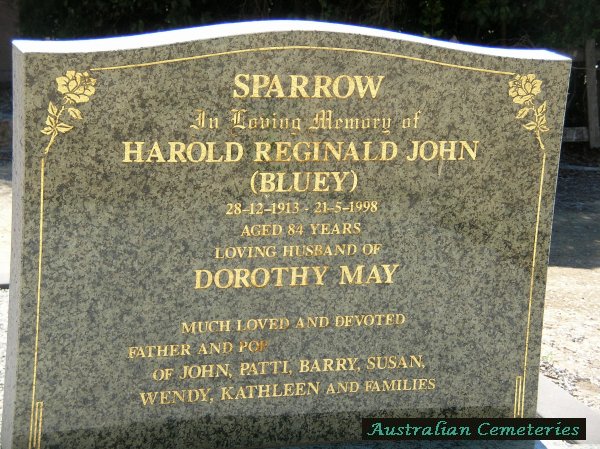 SPARROW
In Loving Memory of
HAROLD REGINALD JOHN
(BLUEY)
28-12-1913 - 21-5-1998
AGED 84 YEARS
LOVING HUSBAND OF
DOROTHY MAY
MUCH LOVED AND DEVOTED
FATHER AND POP
OF JOHN, PATTI, BARRY, SUSAN,
WENDY, KATHLEEN AND FAMILIES
Australian Cemeteries